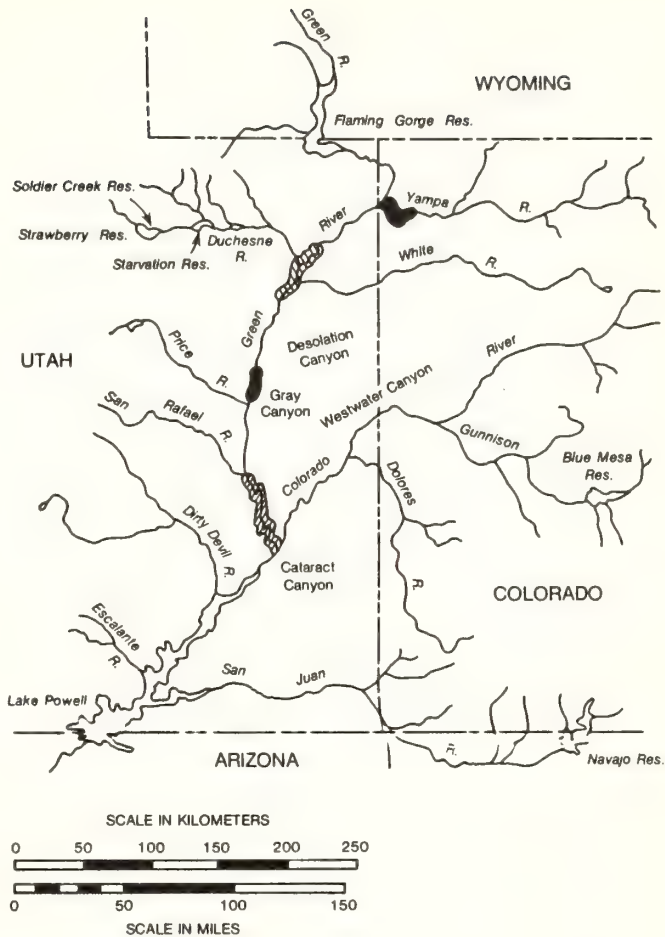 Green
R.
WYOMING
Flaming Gorge Res.
Soldier Creek Res.
Strawberry Res.
Starvation Res.
Duchesne
R.
River
Yampa
R.
White
R.
Green
Desolation
Canyon
UTAH
Price
R.
Gray
Canyon
Westwater Canyon
River
San
Rafael
R.
Gunnison
Blue Mesa
Res.
Colorado
Dolores
R.
Dirty Devil
R.
Cataract
Canyon
COLORADO
Escalante
R.
San
Juan
R.
Lake Powell
ARIZONA
Navajo Res.
SCALE IN KILOMETERS
0 50 100 150 200 250
0 50 100 150
SCALE IN MILES